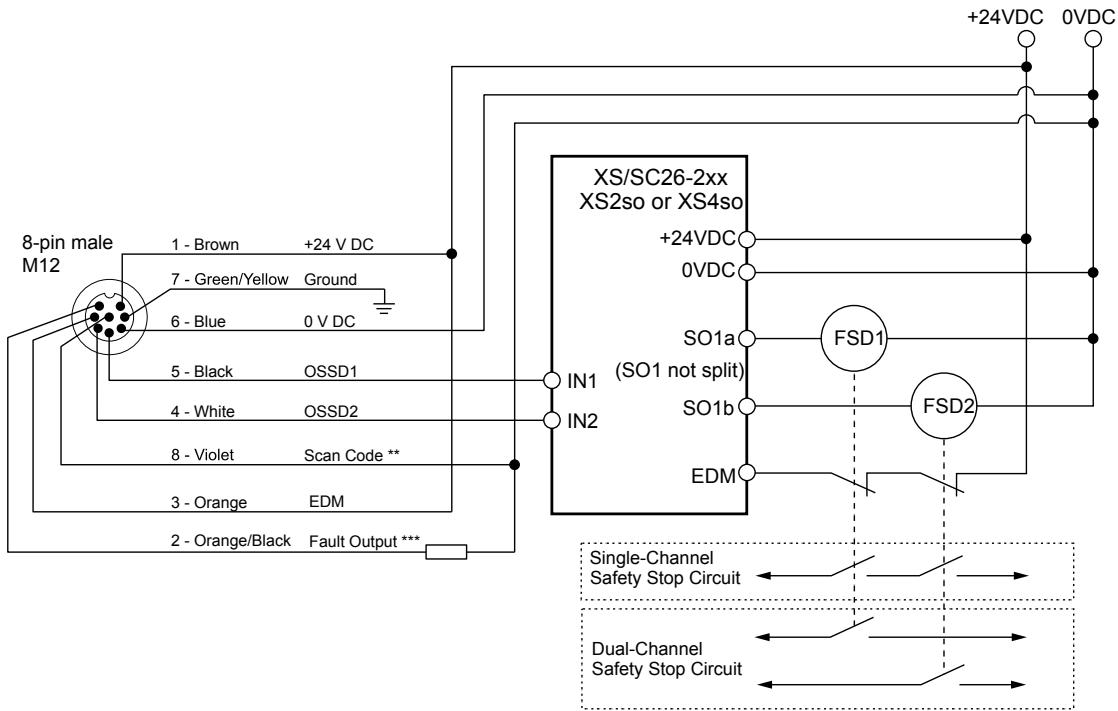 +24VDC 0VDC
XS/SC26-2xx
XS2so or XS4so
+24VDC
0VDC
SO1a
(SO1 not split)
SO1b
EDM
IN1
IN2
FSD1
FSD2
8-pin male
M12
1 - Brown +24 V DC
7 - Green/Yellow Ground
6 - Blue 0 V DC
5 - Black OSSD1
4 - White OSSD2
8 - Violet Scan Code **
3 - Orange EDM
2 - Orange/Black Fault Output ***
Single-Channel
Safety Stop Circuit
Dual-Channel
Safety Stop Circuit